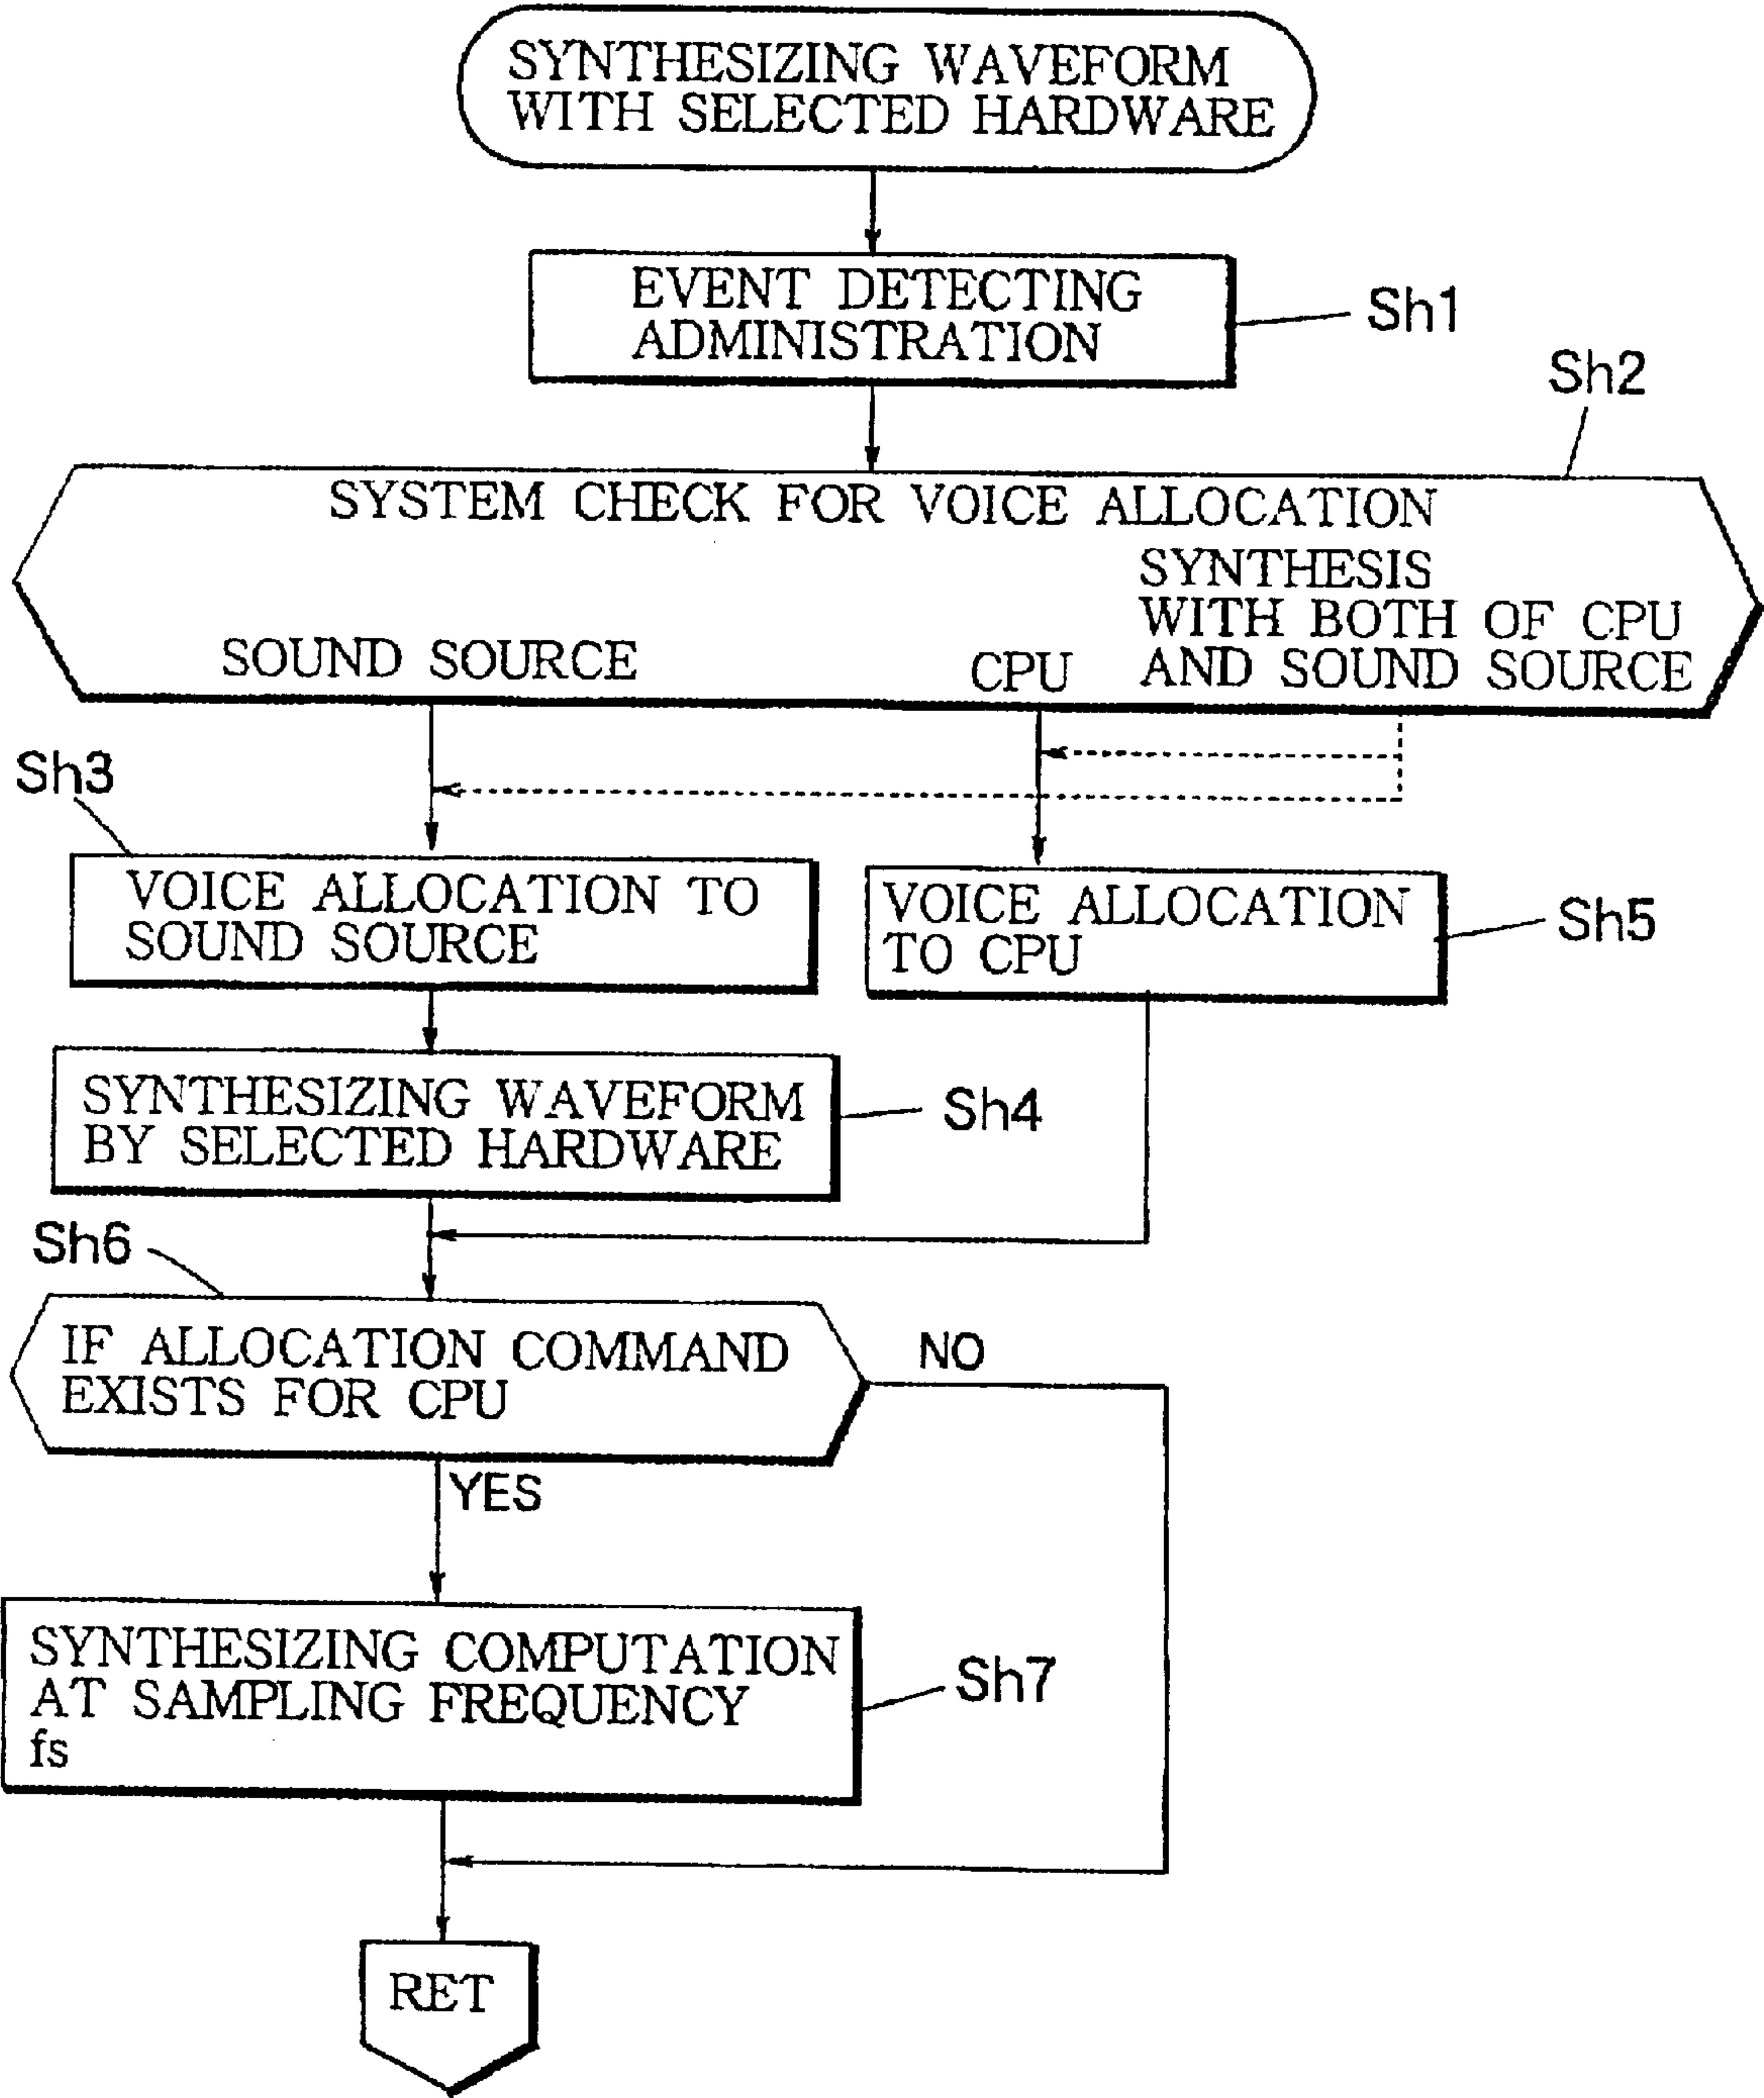 SYNTHESIZING WAVEFORM
WITH SELECTED HARDWARE
EVENT DETECTING
ADMINISTRATION
Sh1
Sh2
SYSTEM CHECK FOR VOICE ALLOCATION
SYNTHESIS
WITH BOTH OF CPU
AND SOUND SOURCE
SOUND SOURCE
CPU
Sh3
VOICE ALLOCATION TO
SOUND SOURCE
VOICE ALLOCATION
TO CPU
Sh5
SYNTHESIZING WAVEFORM
BY SELECTED HARDWARE
Sh4
Sh6
IF ALLOCATION COMMAND
EXISTS FOR CPU
NO
YES
SYNTHESIZING COMPUTATION
AT SAMPLING FREQUENCY
fs
Sh7
RET